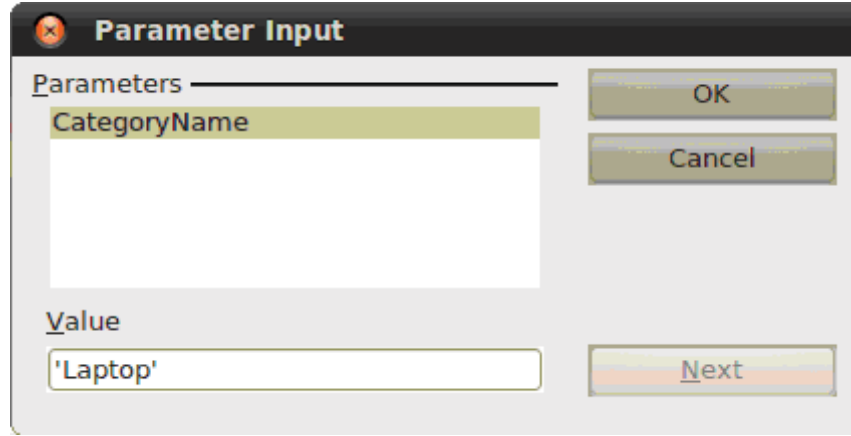 Parameter Input
Parameters
OK
CategoryName
Cancel
Value
'Laptop'
Next